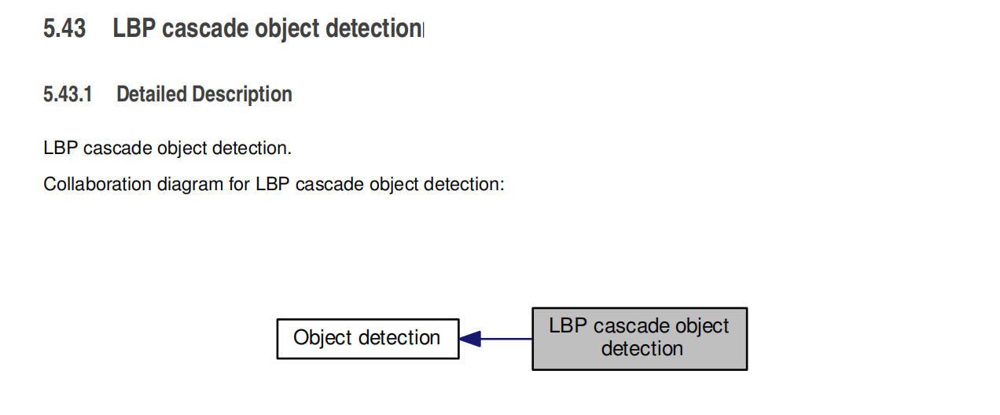 5.43 LBP cascade object detection
5.43.1 Detailed Description
LBP cascade object detection.
Collaboration diagram for LBP cascade object detection:
Object detection
LBP cascade object
detection